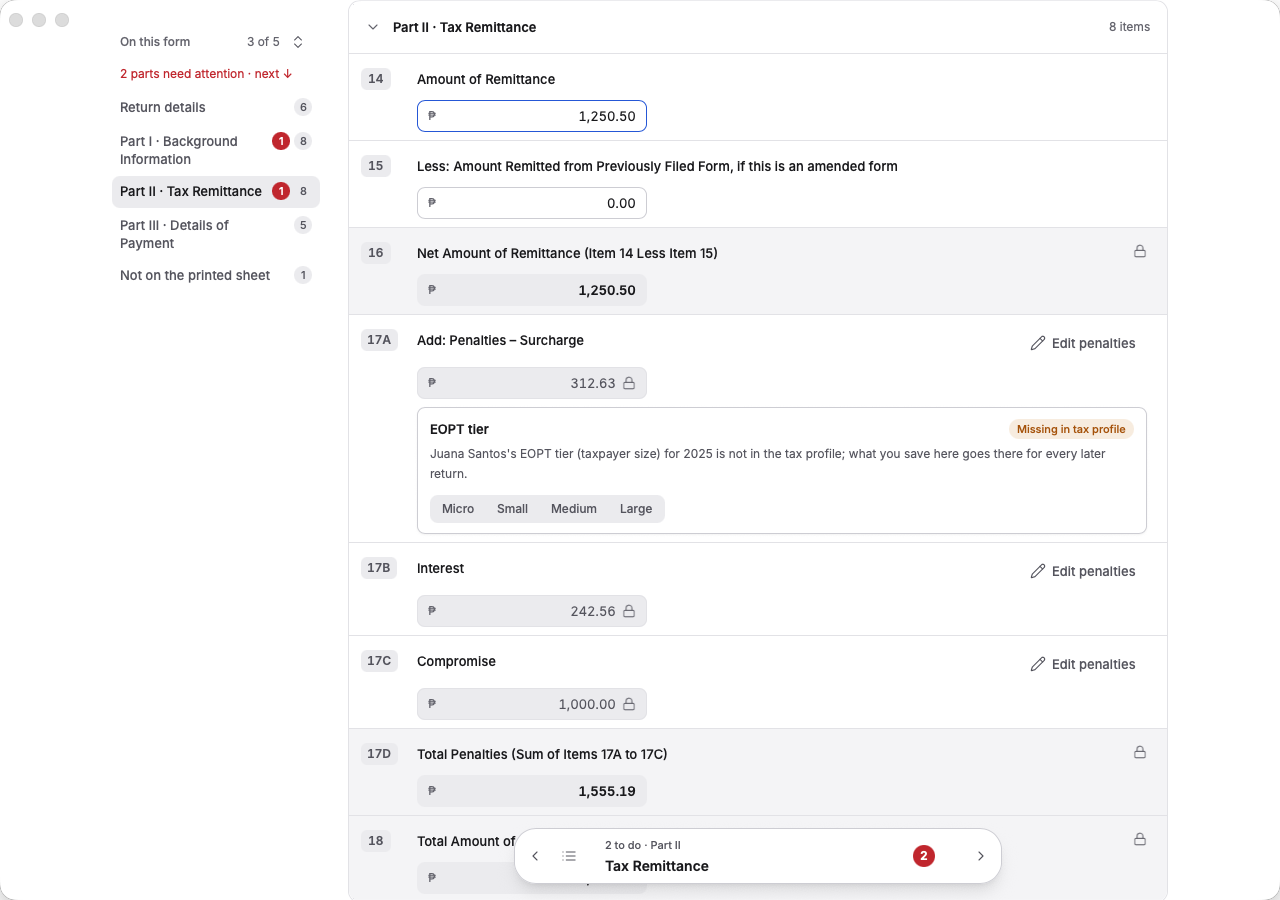 On this form
3 of 5
2 parts need attention · next ↓
Return details
6
Part I · Background Information
1
8
Part II · Tax Remittance
1
8
Part III · Details of Payment
5
Not on the printed sheet
1
Part II · Tax Remittance
8 items
14
Amount of Remittance
₱ 1,250.50
15
Less: Amount Remitted from Previously Filed Form, if this is an amended form
₱ 0.00
16
Net Amount of Remittance (Item 14 Less Item 15)
₱ 1,250.50
17A
Add: Penalties – Surcharge
Edit penalties
₱ 312.63
EOPT tier
Missing in tax profile
Juana Santos's EOPT tier (taxpayer size) for 2025 is not in the tax profile; what you save here goes there for every later
return.
Micro
Small
Medium
Large
17B
Interest
Edit penalties
₱ 242.56
17C
Compromise
Edit penalties
₱ 1,000.00
17D
Total Penalties (Sum of Items 17A to 17C)
₱ 1,555.19
18
Total Amount of
₱
2 to do · Part II
Tax Remittance
2